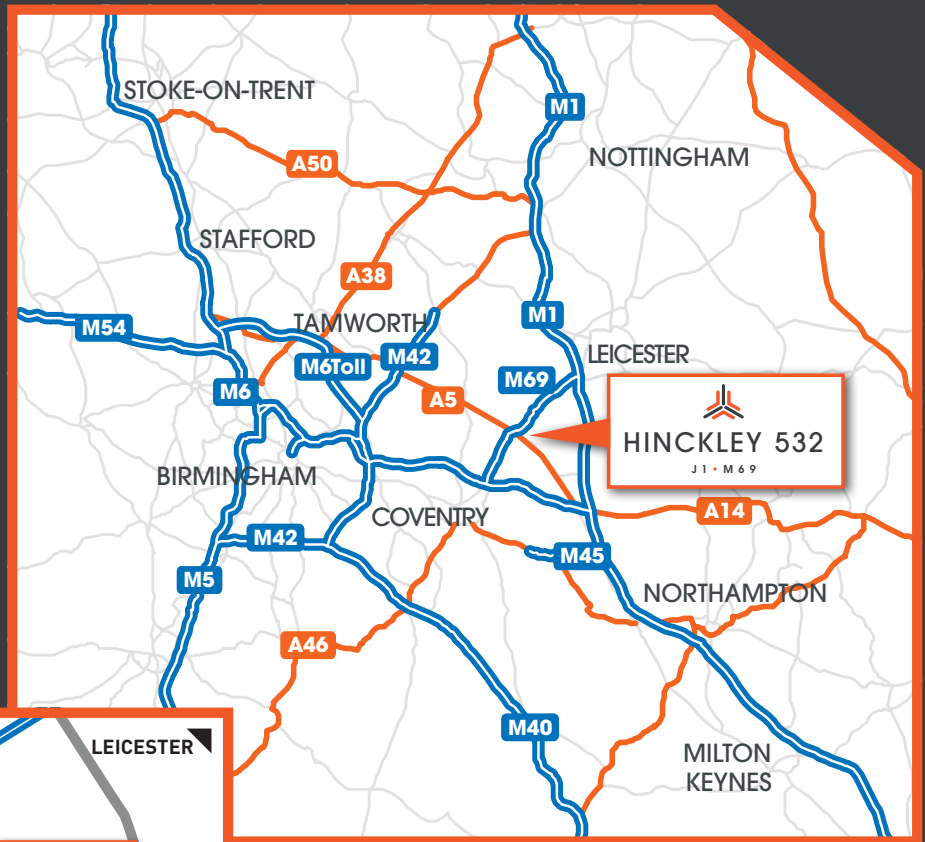 STOKE-ON-TRENT
M1
NOTTINGHAM
A50
STAFFORD
A38
M1
TAMWORTH
M54
M6Toll
M42
LEICESTER
M69
M6
A5
HINCKLEY 532
J1 • M69
BIRMINGHAM
A14
COVENTRY
M42
M45
M5
NORTHAMPTON
A46
M40
LEICESTER
MILTON
KEYNES